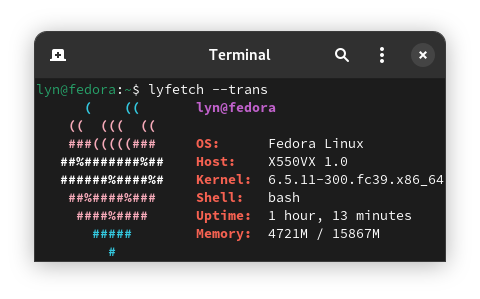 Terminal
lyn@fedora:~$ lyfetch --trans
(    ((       lyn@fedora
((  (((  ((
###(((((###     OS:      Fedora Linux
##%#######%##    Host:    X550VX 1.0
######%####%#    Kernel:  6.5.11-300.fc39.x86_64
##%####%###     Shell:   bash
####%####      Uptime:  1 hour, 13 minutes
#####        Memory:  4721M / 15867M
#